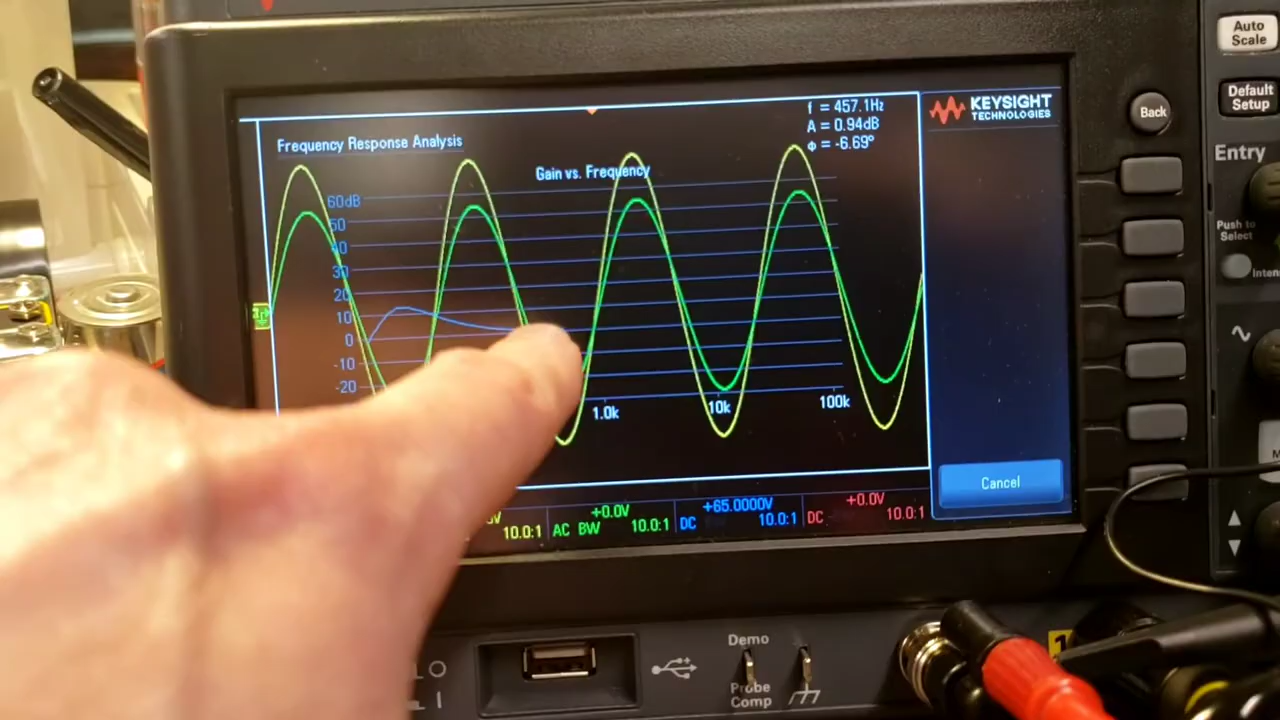 Auto
Scale
Default
Setup
Back
Entry
Push to
Select
KEYSIGHT
TECHNOLOGIES
f = 457.1Hz
A = 0.94dB
Φ = -6.69°
Frequency Response Analysis
Gain vs. Frequency
60dB
50
40
30
20
10
0
-10
-20
1.0k
10k
100k
Cancel
+0.0V
+65.0000V
+0.0V
10.0:1
AC BW
10.0:1
DC
10.0:1
DC
10.0:1
Demo
Probe
Comp